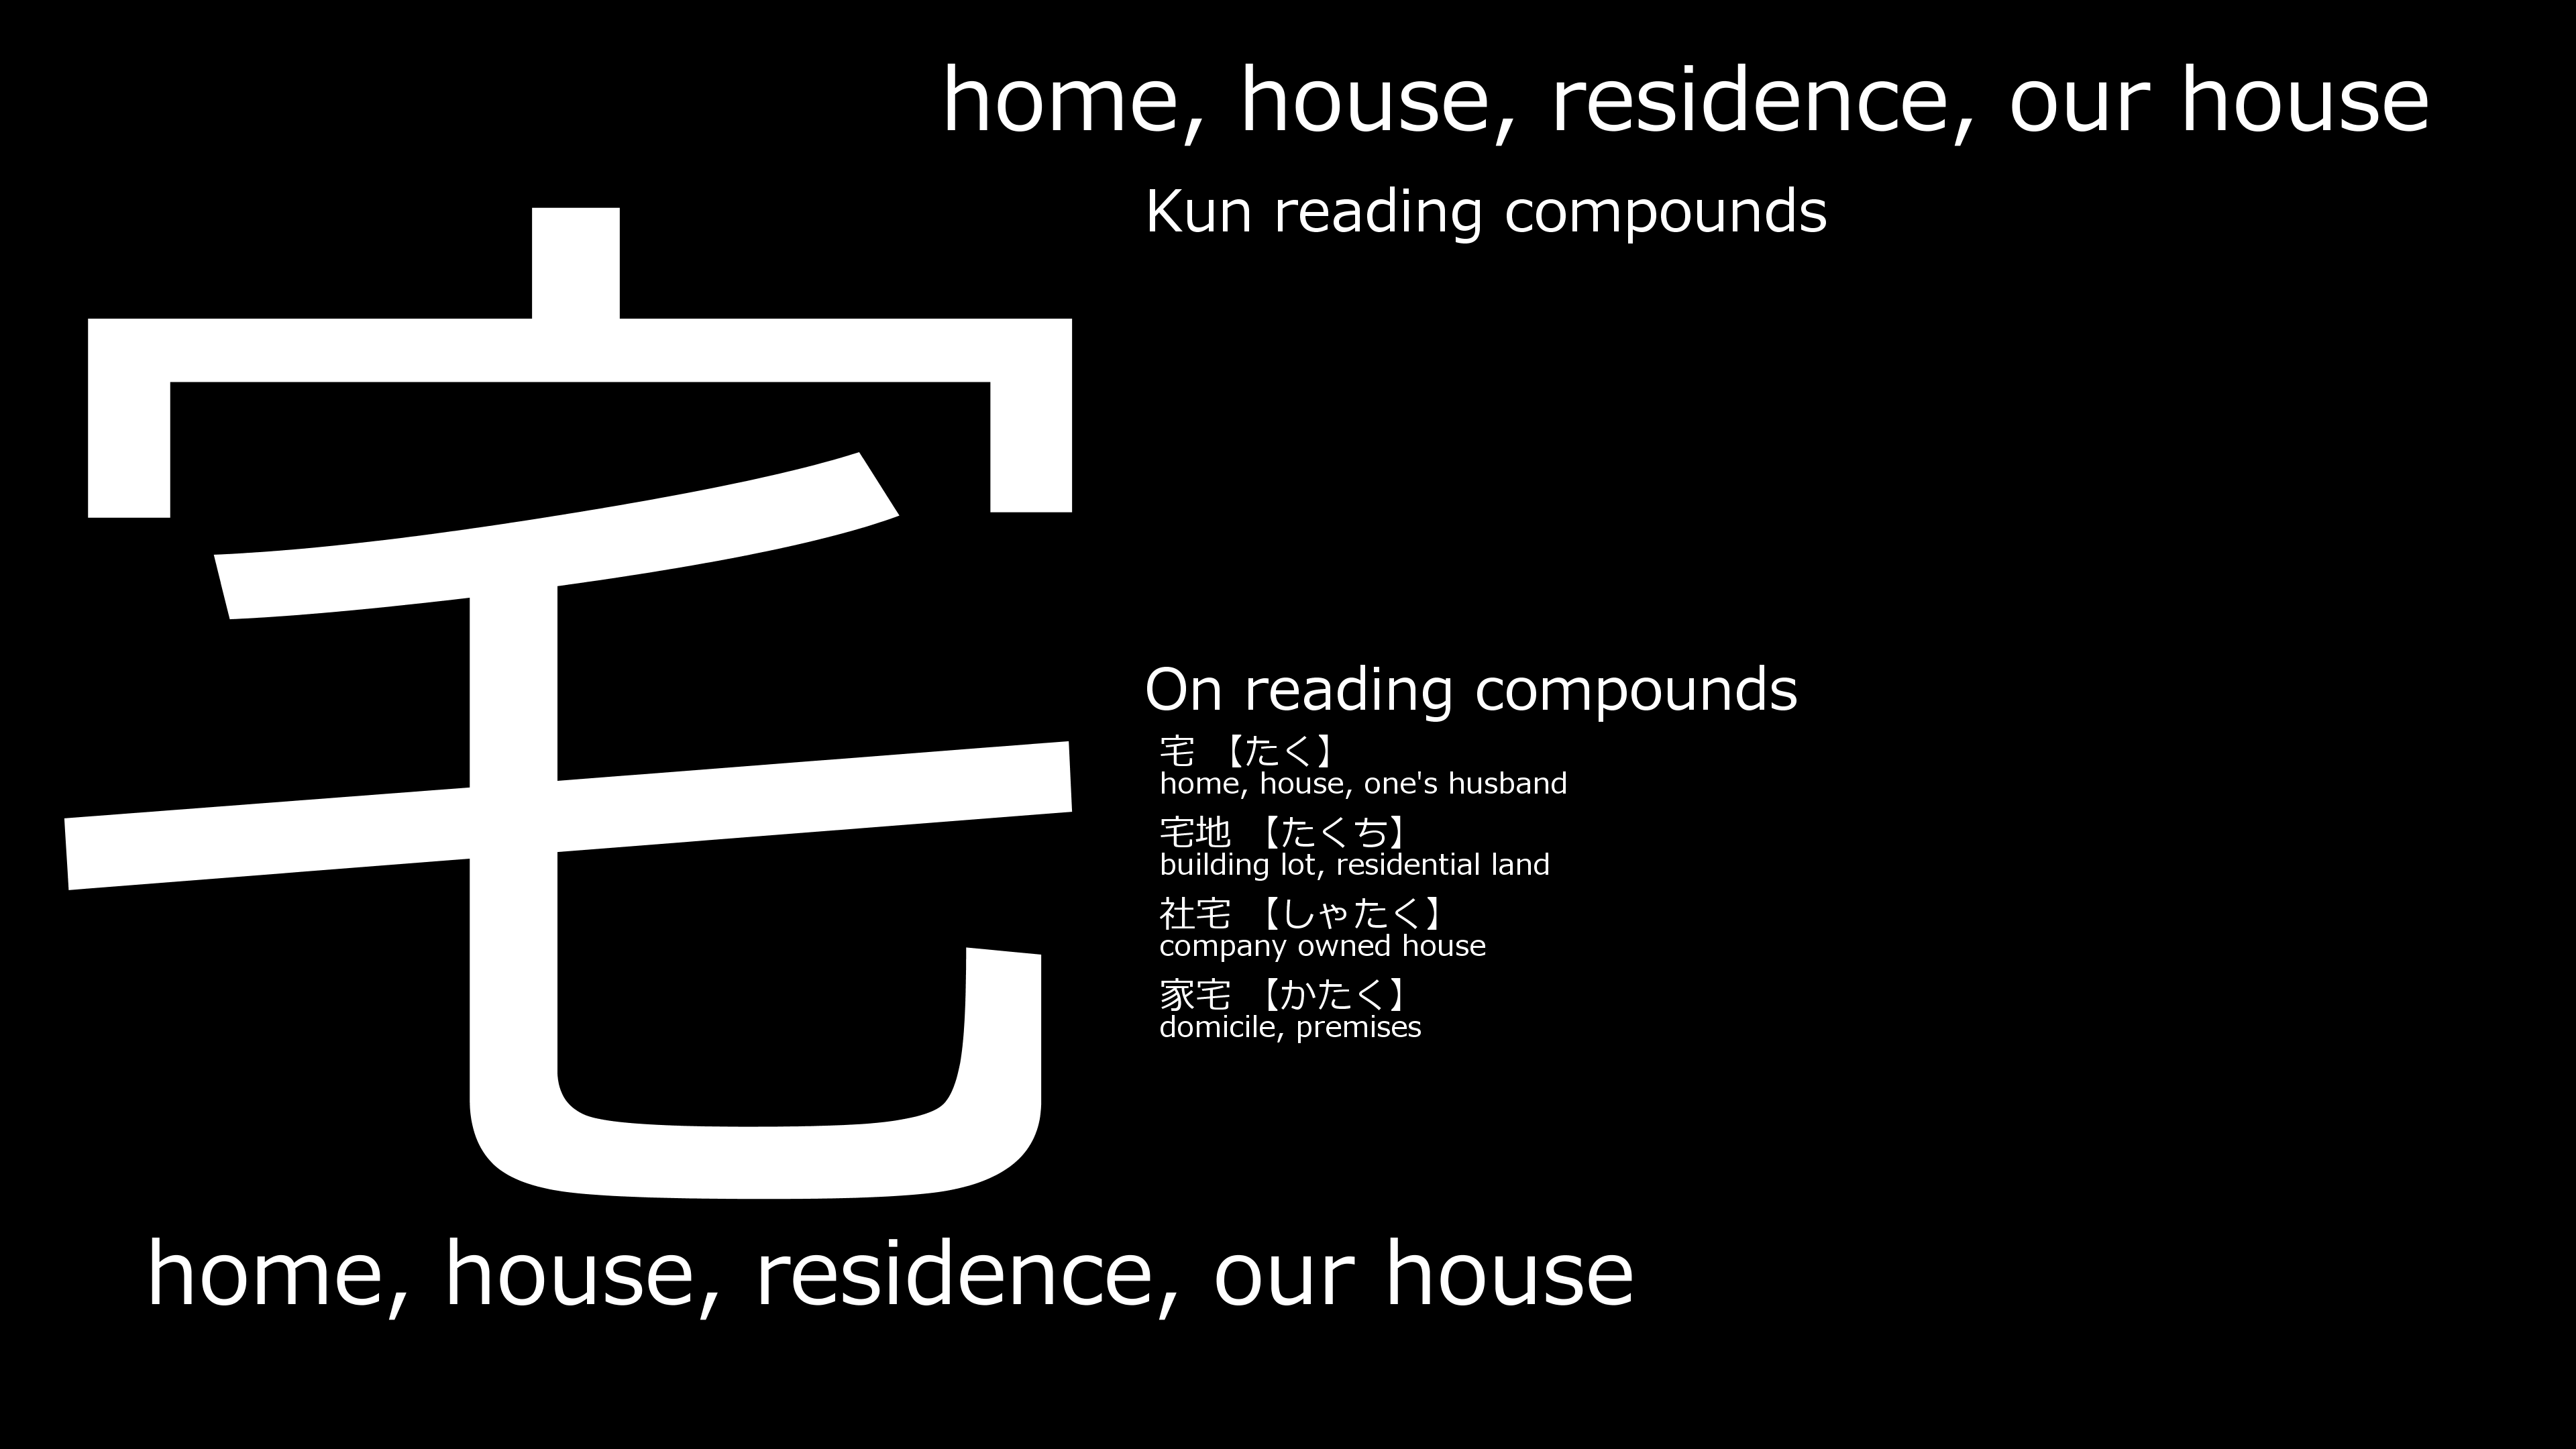 home, house, residence, our house
Kun reading compounds
宅
On reading compounds
宅 【たく】
home, house, one's husband
宅地 【たくち】
building lot, residential land
社宅 【しゃたく】
company owned house
家宅 【かたく】
domicile, premises
home, house, residence, our house